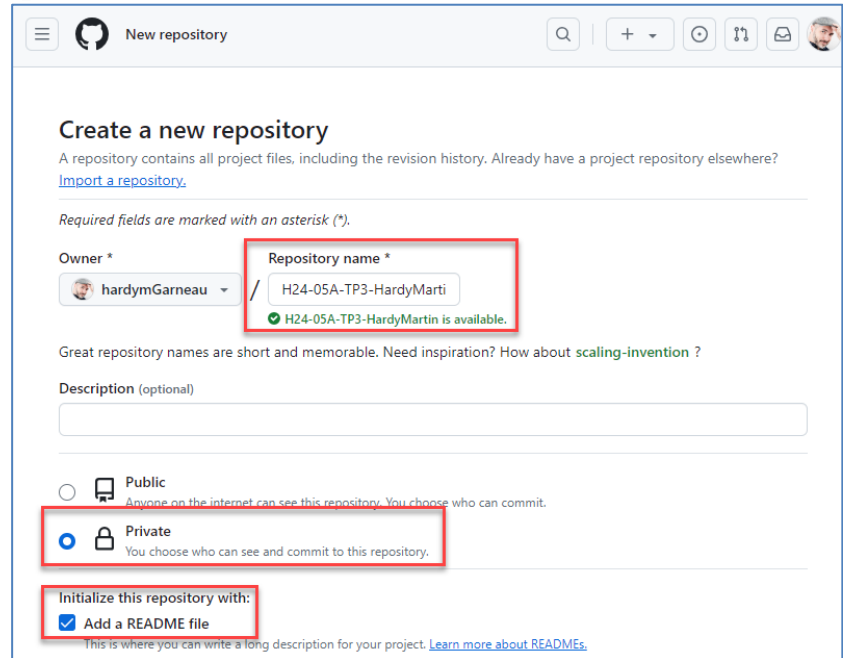 New repository
Create a new repository
A repository contains all project files, including the revision history. Already have a project repository elsewhere?
Import a repository.
Required fields are marked with an asterisk (*).
Owner *
Repository name *
hardymGarneau
/
H24-05A-TP3-HardyMarti
H24-05A-TP3-HardyMartin is available.
Great repository names are short and memorable. Need inspiration? How about scaling-invention ?
Description (optional)
Public
Anyone on the internet can see this repository. You choose who can commit.
Private
You choose who can see and commit to this repository.
Initialize this repository with:
Add a README file
This is where you can write a long description for your project. Learn more about READMEs.